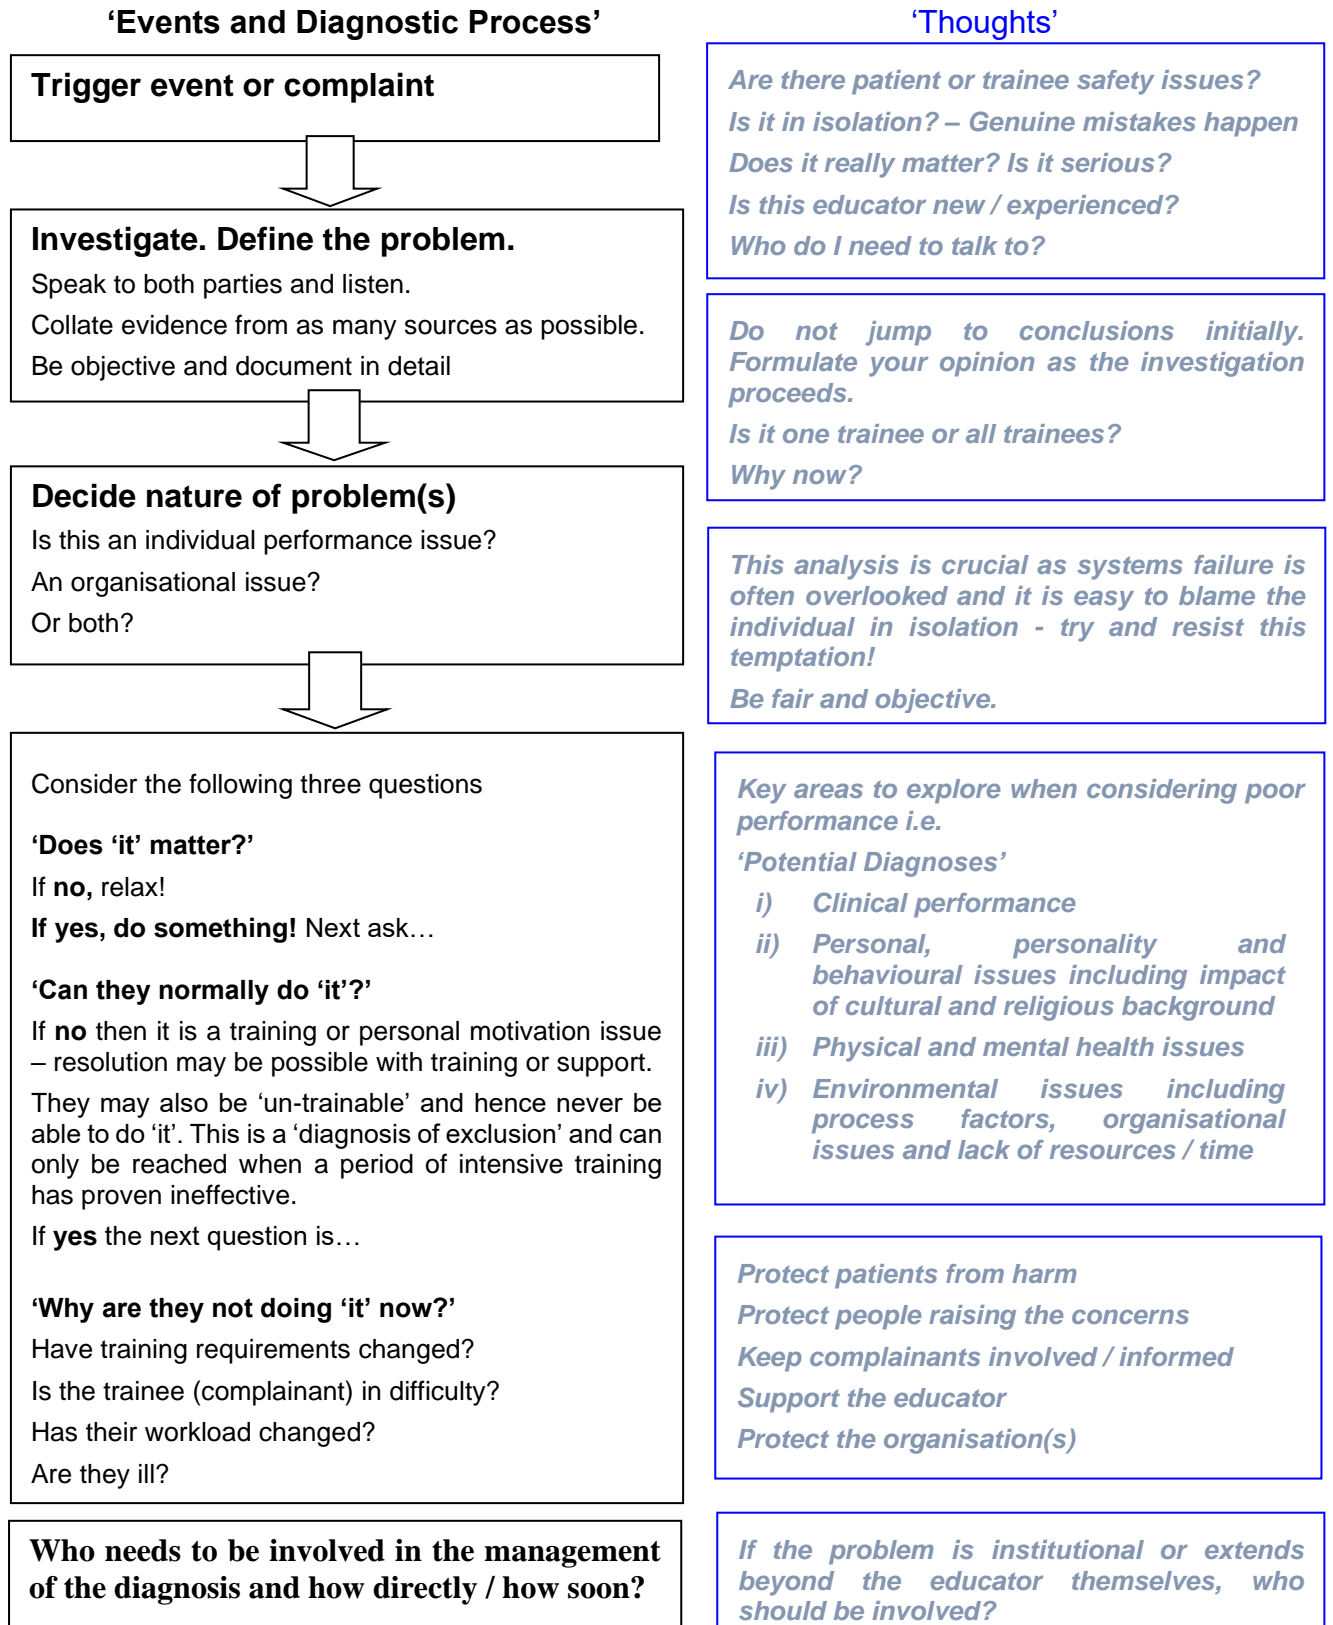 ‘Events and Diagnostic Process’
Trigger event or complaint
Investigate. Define the problem.
Speak to both parties and listen.
Collate evidence from as many sources as possible.
Be objective and document in detail
Decide nature of problem(s)
Is this an individual performance issue?
An organisational issue?
Or both?
Consider the following three questions
‘Does ‘it’ matter?’
If no, relax!
If yes, do something! Next ask…
‘Can they normally do ‘it’?’
If no then it is a training or personal motivation issue
– resolution may be possible with training or support.
They may also be ‘un-trainable’ and hence never be
able to do ‘it’. This is a ‘diagnosis of exclusion’ and can
only be reached when a period of intensive training
has proven ineffective.
If yes the next question is…
‘Why are they not doing ‘it’ now?’
Have training requirements changed?
Is the trainee (complainant) in difficulty?
Has their workload changed?
Are they ill?
Who needs to be involved in the management
of the diagnosis and how directly / how soon?
‘Thoughts’
Are there patient or trainee safety issues?
Is it in isolation? – Genuine mistakes happen
Does it really matter? Is it serious?
Is this educator new / experienced?
Who do I need to talk to?
Do not jump to conclusions initially.
Formulate your opinion as the investigation
proceeds.
Is it one trainee or all trainees?
Why now?
This analysis is crucial as systems failure is
often overlooked and it is easy to blame the
individual in isolation - try and resist this
temptation!
Be fair and objective.
Key areas to explore when considering poor
performance i.e.
‘Potential Diagnoses’
i) Clinical performance
ii) Personal, personality and
behavioural issues including impact
of cultural and religious background
iii) Physical and mental health issues
iv) Environmental issues including
process factors, organisational
issues and lack of resources / time
Protect patients from harm
Protect people raising the concerns
Keep complainants involved / informed
Support the educator
Protect the organisation(s)
If the problem is institutional or extends
beyond the educator themselves, who
should be involved?